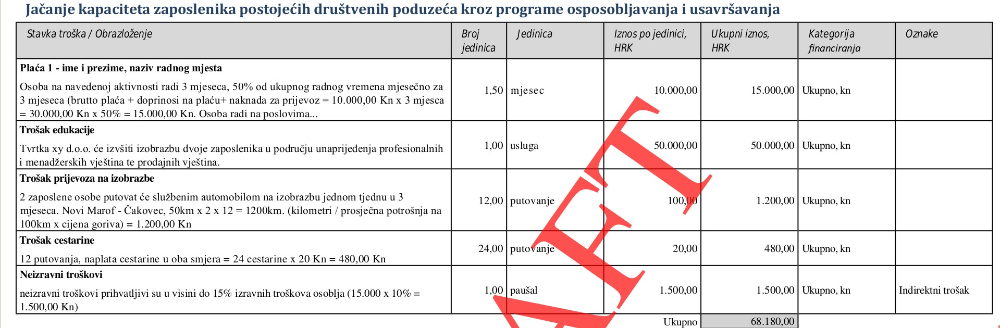 Jačanje kapaciteta zaposlenika postojećih društvenih poduzeća kroz programe osposobljavanja i usavršavanja
Stavka troška / Obrazloženje
Broj jedinica
Jedinica
Iznos po jedinici, HRK
Ukupni iznos, HRK
Kategorija financiranja
Oznake
Plaća 1 - ime i prezime, naziv radnog mjesta
Osoba na navedenoj aktivnosti radi 3 mjeseca, 50% od ukupnog radnog vremena mjesečno za
3 mjeseca (brutto plaća + doprinosi na plaću+ naknada za prijevoz = 10.000,00 Kn x 3 mjesca
= 30.000,00 Kn x 50% = 15.000,00 Kn. Osoba radi na poslovima...
1,50 mjesec 10.000,00 15.000,00 Ukupno, kn
Trošak edukacije
Tvrtka xy d.o.o. će izvšiti izobrazbu dvoje zaposlenika u području unaprijeđenja profesionalnih
i menadžerskih vještina te prodajnih vještina.
1,00 usluga 50.000,00 50.000,00 Ukupno, kn
Trošak prijevoza na izobrazbe
2 zaposlene osobe putovat će službenim automobilom na izobrazbu jednom tjednu u 3
mjeseca. Novi Marof - Čakovec, 50km x 2 x 12 = 1200km. (kilometri / prosječna potrošnja na
100km x cijena goriva) = 1.200,00 Kn
12,00 putovanje 100,00 1.200,00 Ukupno, kn
Trošak cestarine
12 putovanja, naplata cestarine u oba smjera = 24 cestarine x 20 Kn = 480,00 Kn
24,00 putovanje 20,00 480,00 Ukupno, kn
Neizravni troškovi
neizravni troškovi prihvatljivi su u visini do 15% izravnih troškova osoblja (15.000 x 10% =
1.500,00 Kn)
1,00 paušal 1.500,00 1.500,00 Ukupno, kn Indirektni trošak
Ukupno 68.180,00
AFT